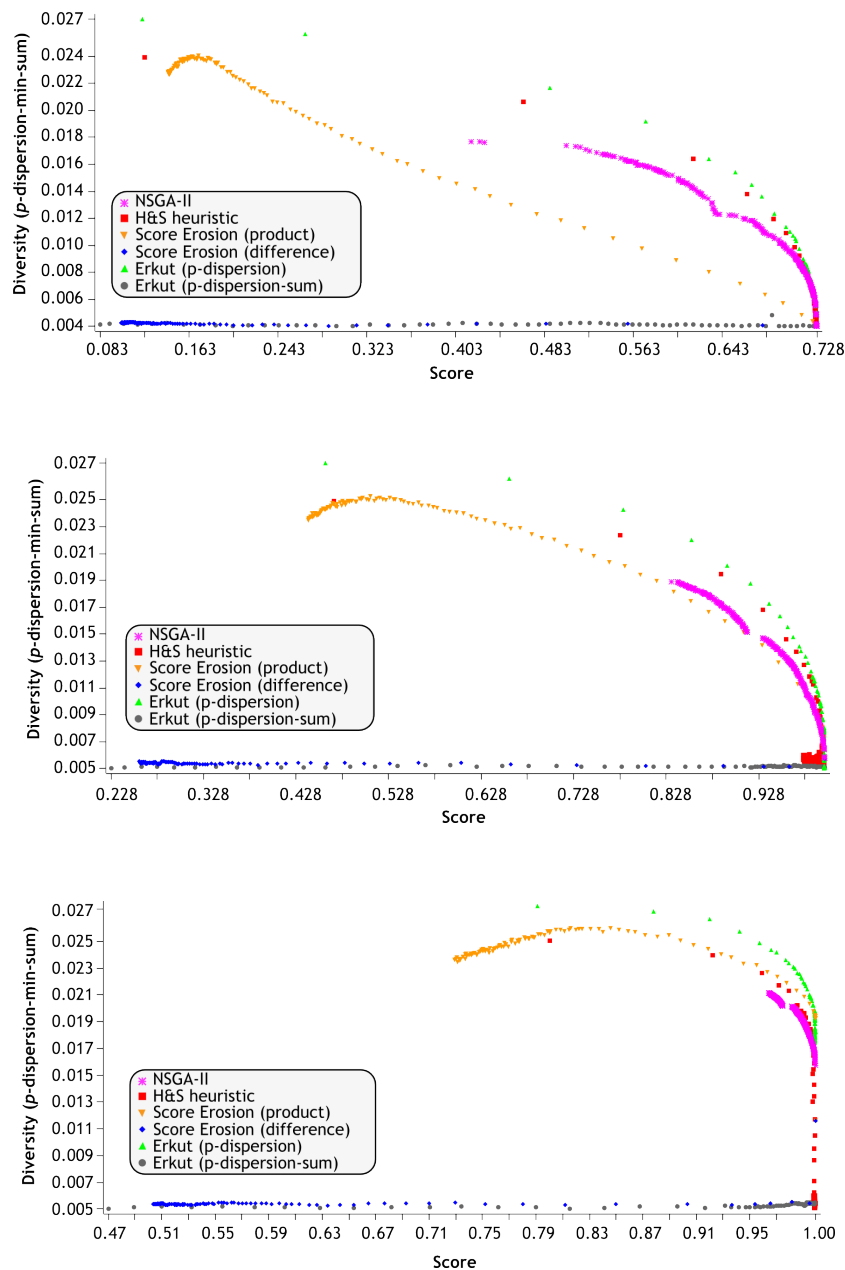 0.027
0.024
0.022
0.020
0.018
0.016
0.014
0.012
0.010
0.008
0.006
0.004
Diversity (p-dispersion-min-sum)
NSGA-II
H&S heuristic
Score Erosion (product)
Score Erosion (difference)
Erkut (p-dispersion)
Erkut (p-dispersion-sum)
0.083 0.163 0.243 0.323 0.403 0.483 0.563 0.643 0.728
Score
0.027
0.025
0.023
0.021
0.019
0.017
0.015
0.013
0.011
0.009
0.007
0.005
Diversity (p-dispersion-min-sum)
NSGA-II
H&S heuristic
Score Erosion (product)
Score Erosion (difference)
Erkut (p-dispersion)
Erkut (p-dispersion-sum)
0.228 0.328 0.428 0.528 0.628 0.728 0.828 0.928
Score
0.027
0.025
0.023
0.021
0.019
0.017
0.015
0.013
0.011
0.009
0.007
0.005
Diversity (p-dispersion-min-sum)
NSGA-II
H&S heuristic
Score Erosion (product)
Score Erosion (difference)
Erkut (p-dispersion)
Erkut (p-dispersion-sum)
0.47 0.51 0.55 0.59 0.63 0.67 0.71 0.75 0.79 0.83 0.87 0.91 0.95 1.00
Score